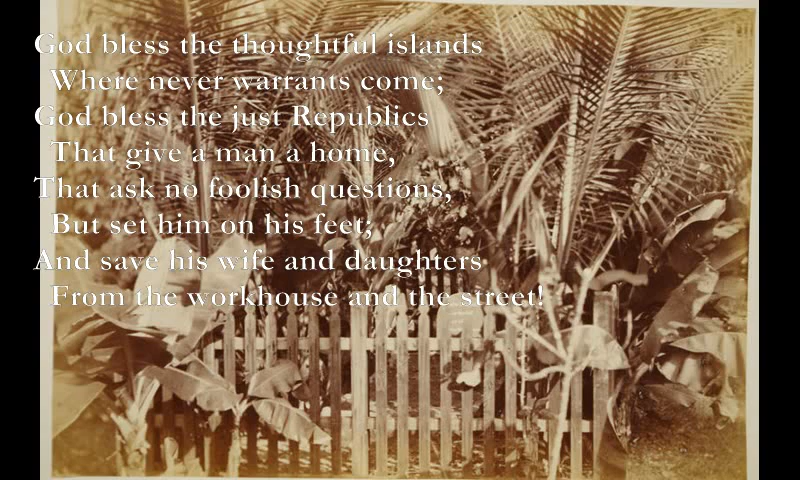 God bless the thoughtful islands
Where never warrants come;
God bless the just Republics
That give a man a home,
That ask no foolish questions,
But set him on his feet;
And save his wife and daughters
From the workhouse and the street!